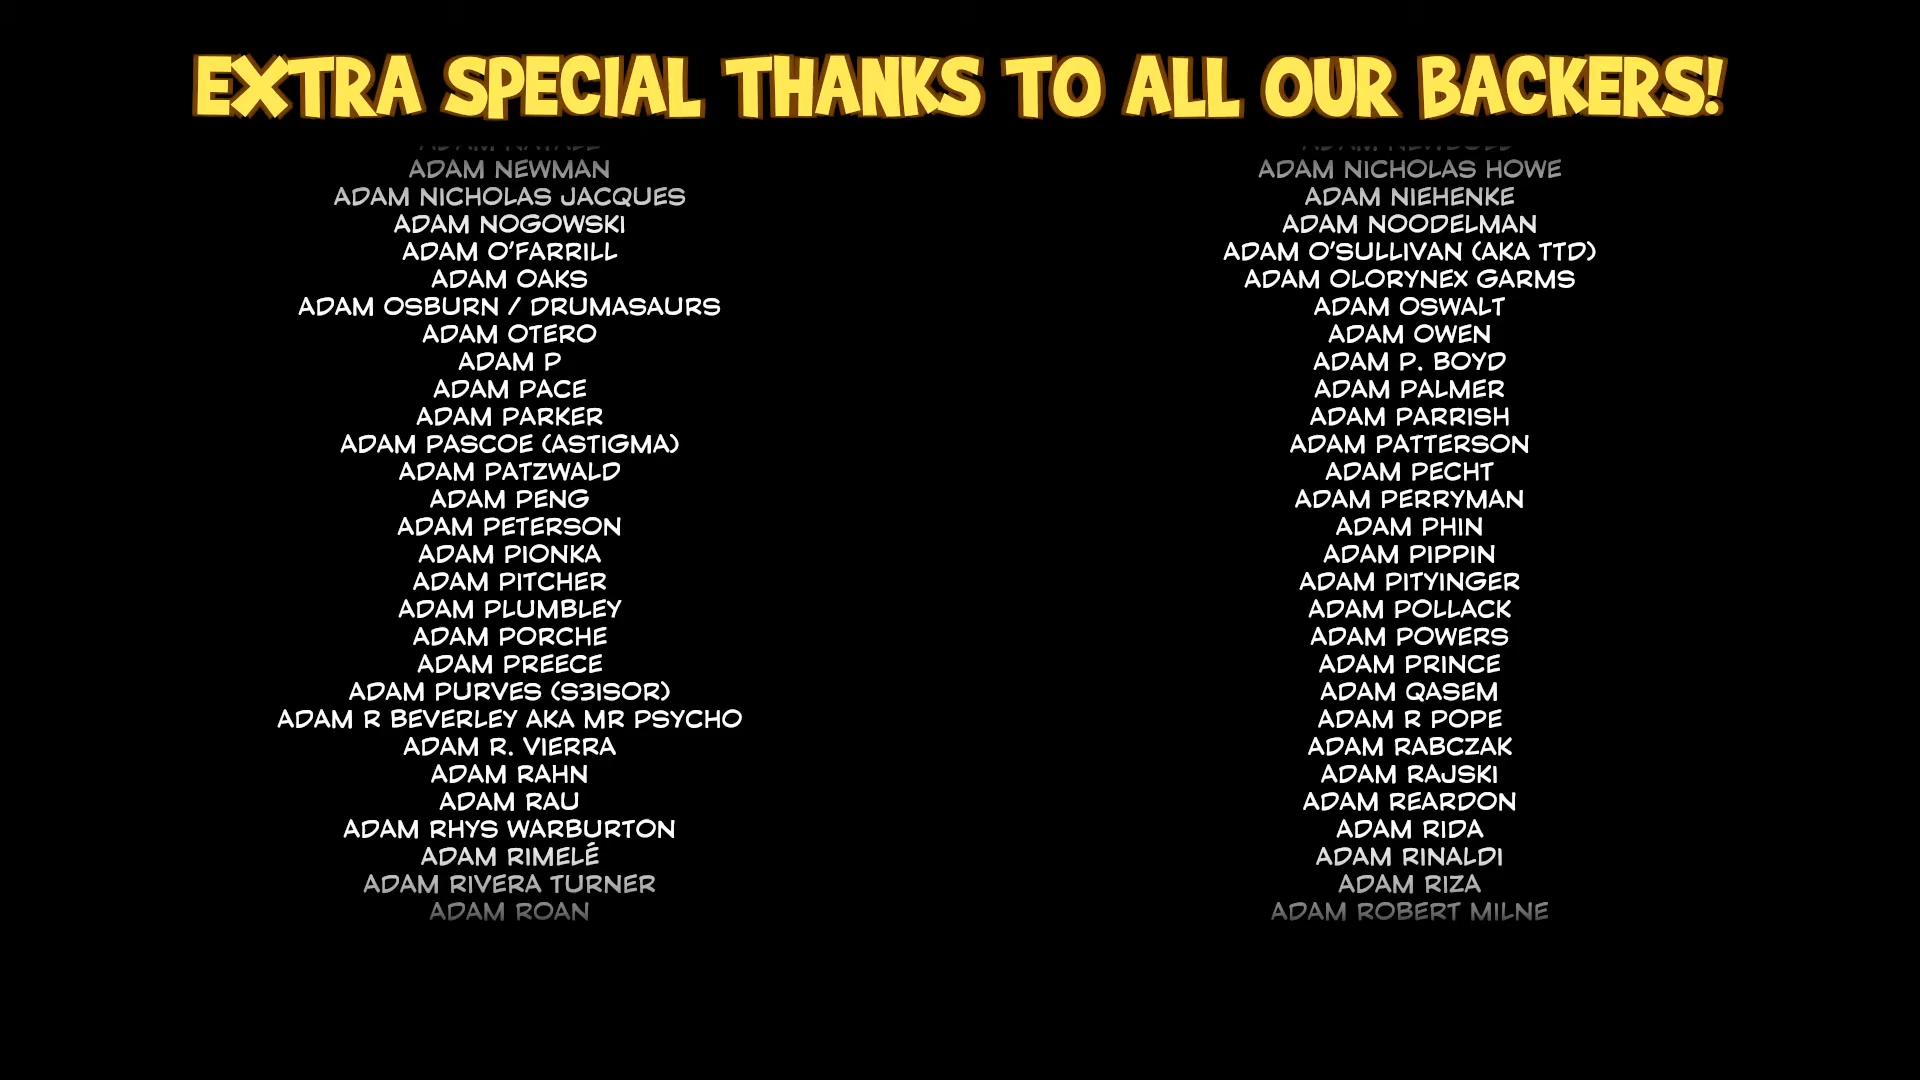 EXTRA SPECIAL THANKS TO ALL OUR BACKERS!
ADAM NEWMAN
ADAM NICHOLAS HOWE
ADAM NICHOLAS JACQUES
ADAM NIEHENKE
ADAM NOGOWSKI
ADAM NOODELMAN
ADAM O'FARRILL
ADAM O'SULLIVAN (AKA TTD)
ADAM OAKS
ADAM OLORYNEX GARMS
ADAM OSBURN / DRUMASAURS
ADAM OSWALT
ADAM OTERO
ADAM OWEN
ADAM P
ADAM P. BOYD
ADAM PACE
ADAM PALMER
ADAM PARKER
ADAM PARRISH
ADAM PASCOE (ASTIGMA)
ADAM PATTERSON
ADAM PATZWALD
ADAM PECHT
ADAM PENG
ADAM PERRYMAN
ADAM PETERSON
ADAM PHIN
ADAM PIONKA
ADAM PIPPIN
ADAM PITCHER
ADAM PITYINGER
ADAM PLUMBLEY
ADAM POLLACK
ADAM PORCHE
ADAM POWERS
ADAM PREECE
ADAM PRINCE
ADAM PURVES (S3ISOR)
ADAM QASEM
ADAM R BEVERLEY AKA MR PSYCHO
ADAM R POPE
ADAM R. VIERRA
ADAM RABCZAK
ADAM RAHN
ADAM RAJSKI
ADAM RAU
ADAM REARDON
ADAM RHYS WARBURTON
ADAM RIDA
ADAM RIMELÉ
ADAM RINALDI
ADAM RIVERA TURNER
ADAM RIZA
ADAM ROAN
ADAM ROBERT MILNE